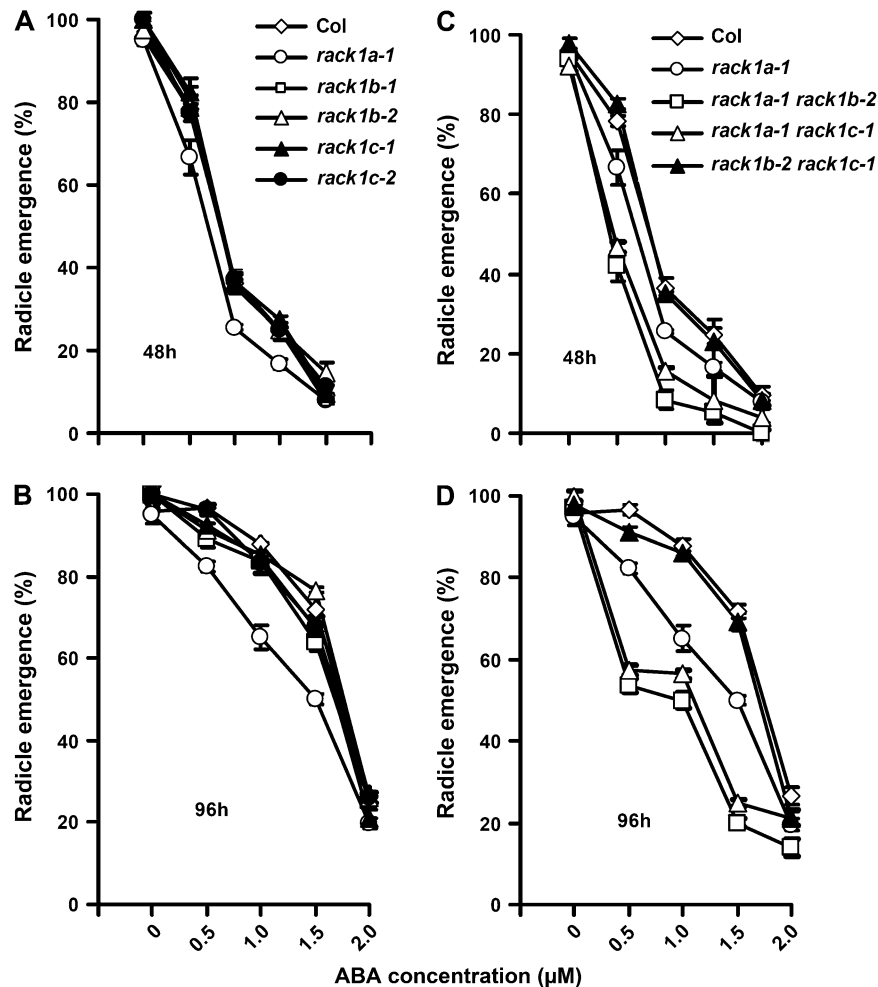 A
Radicle emergence (%)
100
80
60
40
20
0
Col
rack1a-1
rack1b-1
rack1b-2
rack1c-1
rack1c-2
48h
C
Radicle emergence (%)
100
80
60
40
20
0
Col
rack1a-1
rack1a-1 rack1b-2
rack1a-1 rack1c-1
rack1b-2 rack1c-1
48h
B
Radicle emergence (%)
100
80
60
40
20
0
96h
0
0.5
1.0
1.5
2.0
D
Radicle emergence (%)
100
80
60
40
20
0
96h
0
0.5
1.0
1.5
2.0
ABA concentration (µM)